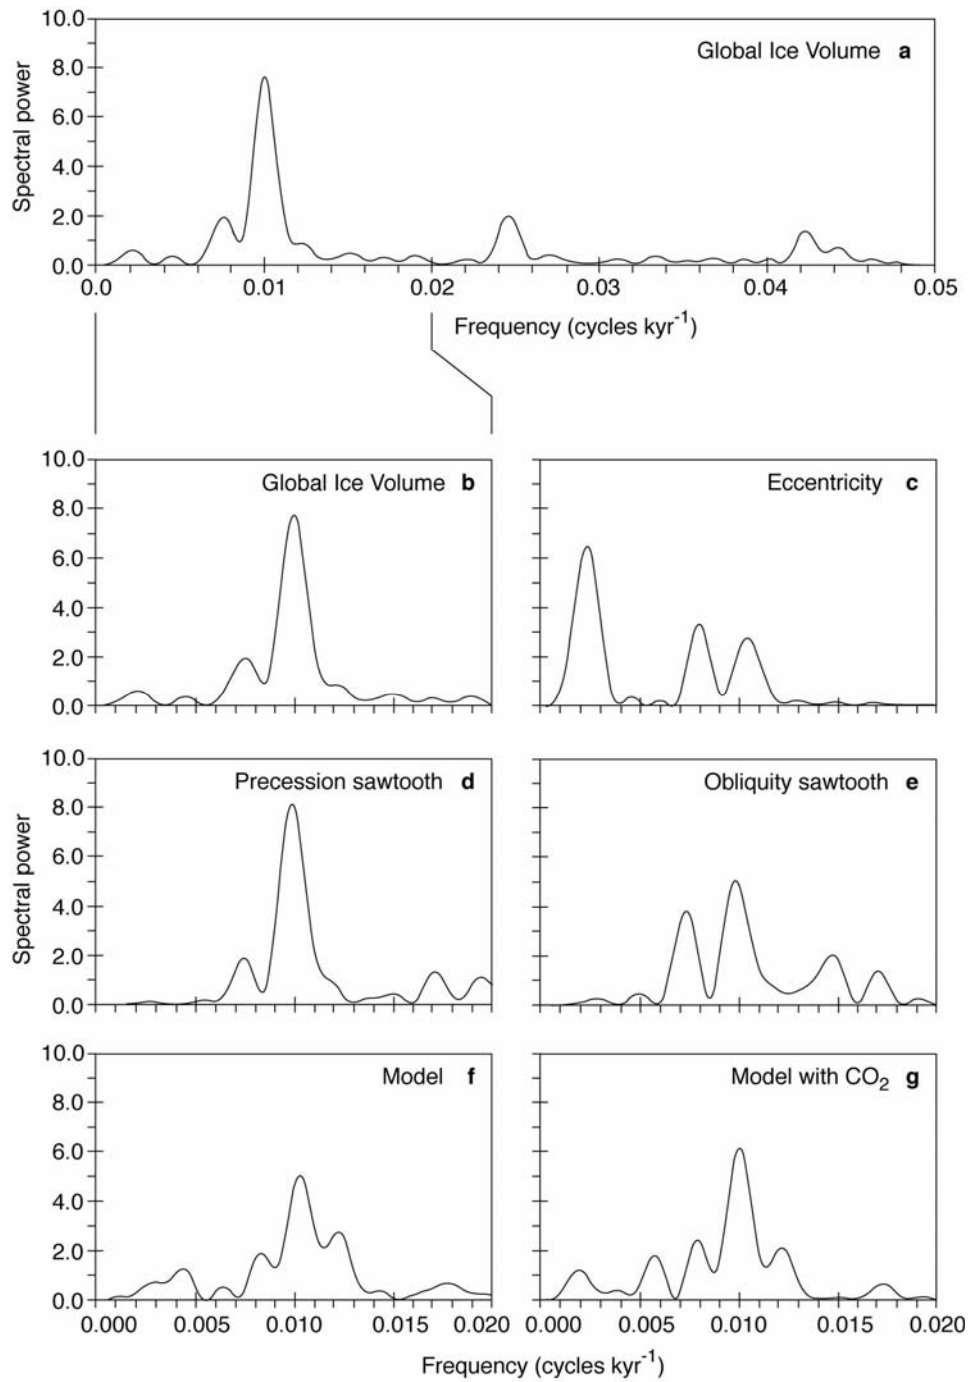 10.0
8.0
6.0
4.0
2.0
0.0
Spectral power
Global Ice Volume a
0.0 0.01 0.02 0.03 0.04 0.05
Frequency (cycles kyr-1)
10.0
8.0
6.0
4.0
2.0
0.0
Global Ice Volume b
Eccentricity c
10.0
8.0
6.0
4.0
2.0
0.0
Spectral power
Precession sawtooth d
Obliquity sawtooth e
10.0
8.0
6.0
4.0
2.0
0.0
Model f
Model with CO2 g
0.000 0.005 0.010 0.015 0.020
0.000 0.005 0.010 0.015 0.020
Frequency (cycles kyr-1)